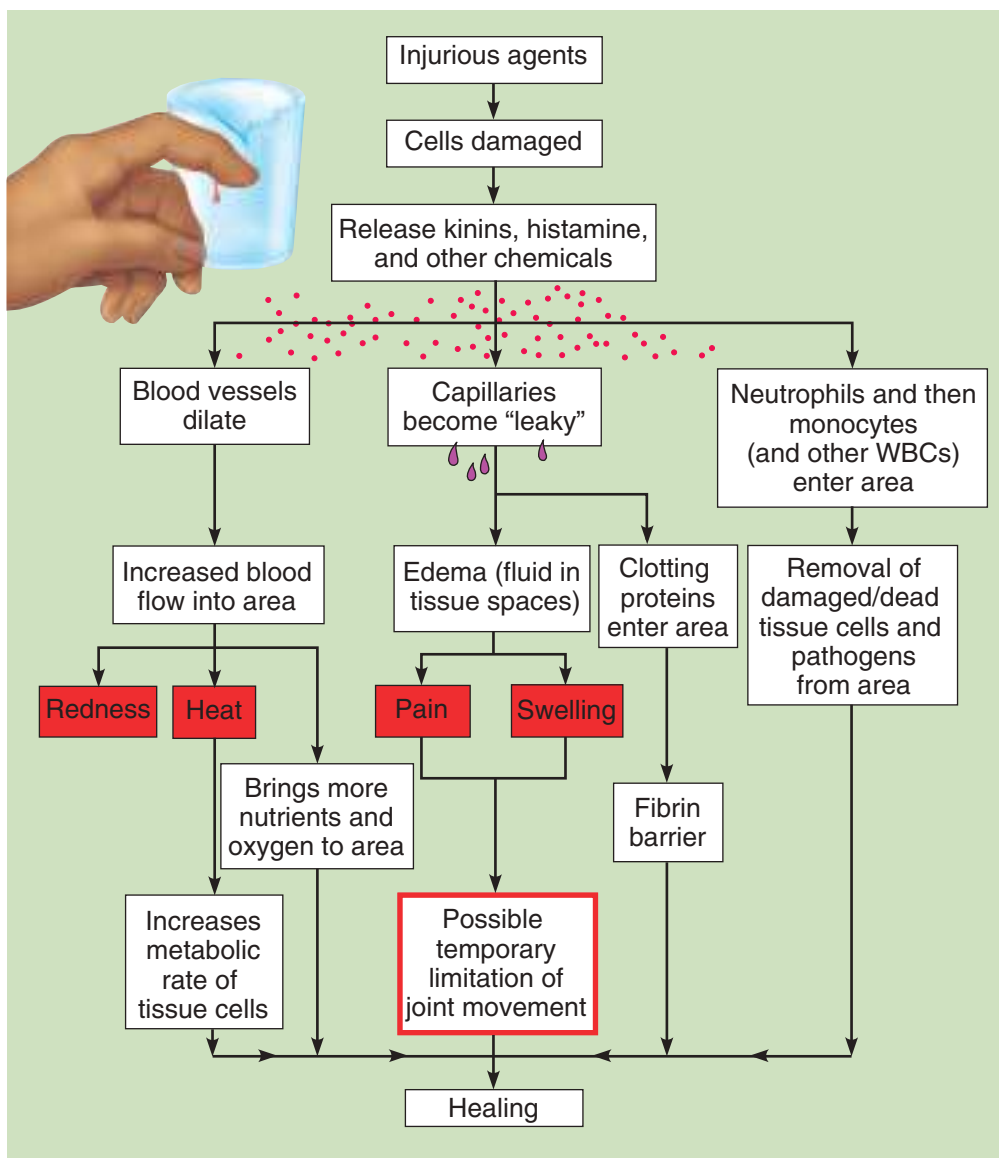 Injurious agents
Cells damaged
Release kinins, histamine,
and other chemicals
Blood vessels
dilate
Capillaries
become “leaky”
Neutrophils and then
monocytes
(and other WBCs)
enter area
Increased blood
flow into area
Edema (fluid in
tissue spaces)
Clotting
proteins
enter area
Removal of
damaged/dead
tissue cells and
pathogens
from area
Redness
Heat
Pain
Swelling
Brings more
nutrients and
oxygen to area
Fibrin
barrier
Increases
metabolic
rate of
tissue cells
Possible
temporary
limitation of
joint movement
Healing